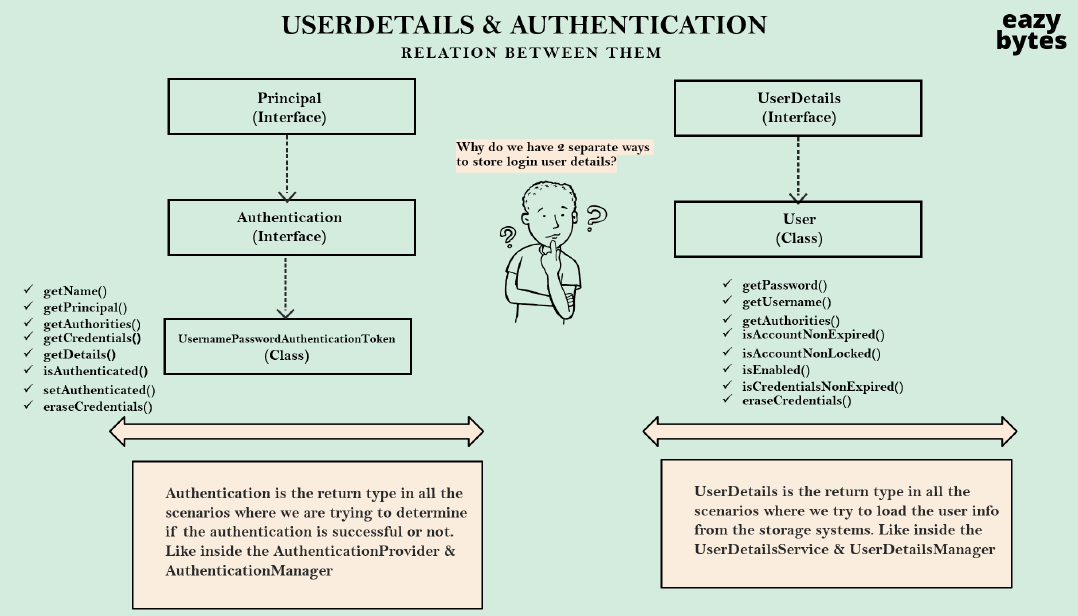 USERDETAILS & AUTHENTICATION
RELATION BETWEEN THEM
eazy
bytes
Principal
(Interface)
Authentication
(Interface)
UsernamePasswordAuthenticationToken
(Class)
✓ getName()
✓ getPrincipal()
✓ getAuthorities()
✓ getCredentials()
✓ getDetails()
✓ isAuthenticated()
✓ setAuthenticated()
✓ eraseCredentials()
Why do we have 2 separate ways
to store login user details?
?
?
UserDetails
(Interface)
User
(Class)
✓ getPassword()
✓ getUsername()
✓ getAuthorities()
✓ isAccountNonExpired()
✓ isAccountNonLocked()
✓ isEnabled()
✓ isCredentialsNonExpired()
✓ eraseCredentials()
Authentication is the return type in all the
scenarios where we are trying to determine
if the authentication is successful or not.
Like inside the AuthenticationProvider &
AuthenticationManager
UserDetails is the return type in all the
scenarios where we try to load the user info
from the storage systems. Like inside the
UserDetailsService & UserDetailsManager